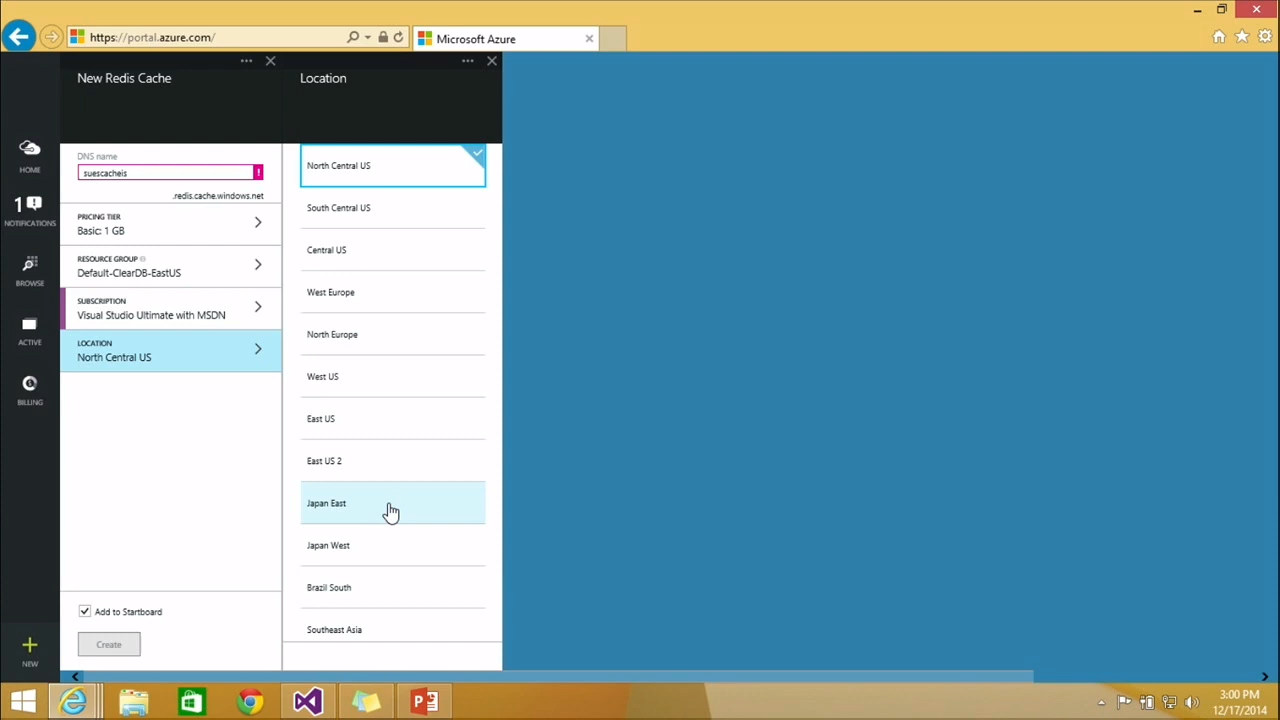 https://portal.azure.com/
Microsoft Azure
New Redis Cache
Location
HOME
1
NOTIFICATIONS
BROWSE
ACTIVE
BILLING
NEW
DNS name
suescacheis
.redis.cache.windows.net
PRICING TIER
Basic: 1 GB
RESOURCE GROUP
Default-ClearDB-EastUS
SUBSCRIPTION
Visual Studio Ultimate with MSDN
LOCATION
North Central US
Add to Startboard
Create
North Central US
South Central US
Central US
West Europe
North Europe
West US
East US
East US 2
Japan East
Japan West
Brazil South
Southeast Asia
3:00 PM
12/17/2014